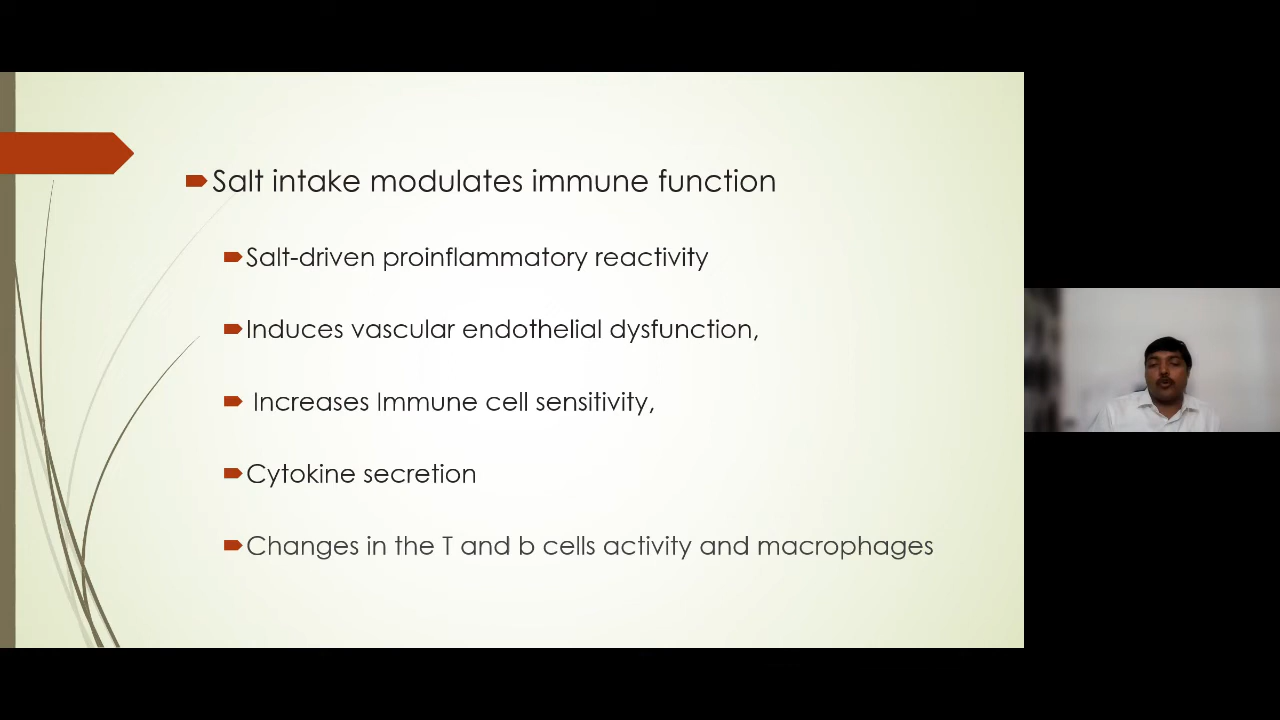 Salt intake modulates immune function
Salt-driven proinflammatory reactivity
Induces vascular endothelial dysfunction,
Increases Immune cell sensitivity,
Cytokine secretion
Changes in the T and b cells activity and macrophages